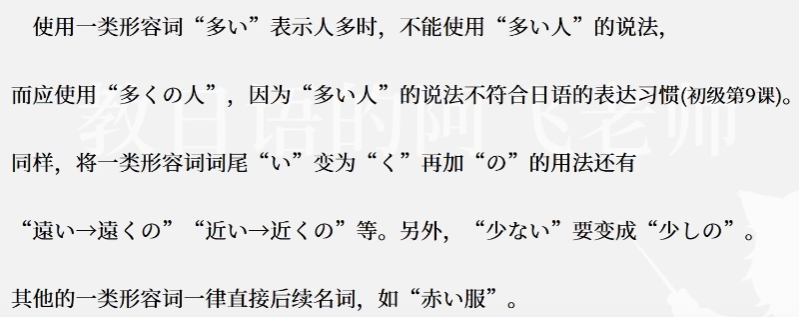 使用一类形容词“多い”表示人多时，不能使用“多い人”的说法，
而应使用“多くの人”，因为“多い人”的说法不符合日语的表达习惯(初级第9课)。
同样，将一类形容词词尾“い”变为“く”再加“の”的用法还有
“遠い→遠くの”“近い→近くの”等。另外，“少ない”要变成“少しの”。
其他的一类形容词一律直接后续名词，如“赤い服”。
教日语的阿飞老师